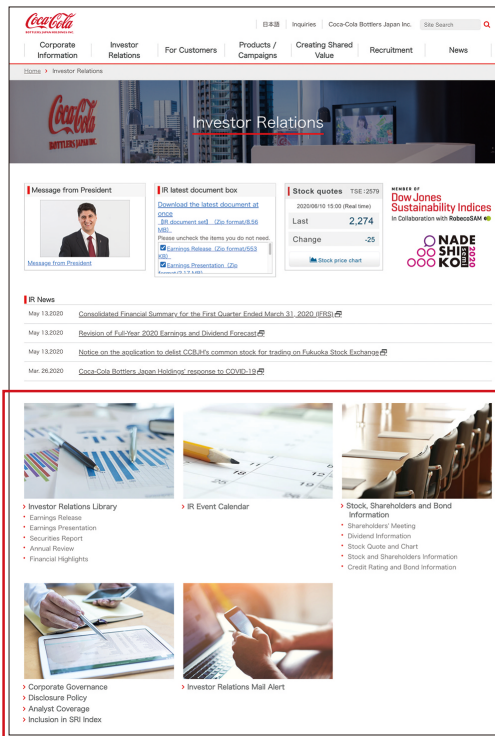 Coca-Cola
BOTTLERS JAPAN HOLDINGS INC.
日本語
Inquiries
Coca-Cola Bottlers Japan Inc.
Site Search
Corporate
Information
Investor
Relations
For Customers
Products /
Campaigns
Creating Shared
Value
Recruitment
News
Home > Investor Relations
Coca-Cola
BOTTLERS JAPAN INC.
Investor Relations
Message from President
Message from President
IR latest document box
Download the latest document at
once
[IR document set] (Zip format/8.56
MB)
Please uncheck the items you do not need.
Earnings Release (Zip format/553
KB)
Earnings Presentation (Zip
format/3.17 MB)
Stock quotes TSE:2579
2020/06/10 15:00 (Real time)
Last 2,274
Change -25
Stock price chart
MEMBER OF
Dow Jones
Sustainability Indices
In Collaboration with RobecoSAM
NADE
SHI
KO
IR News
May 13,2020 Consolidated Financial Summary for the First Quarter Ended March 31, 2020 (IFRS)
May 13,2020 Revision of Full-Year 2020 Earnings and Dividend Forecast
May 13,2020 Notice on the application to delist CCBJH's common stock for trading on Fukuoka Stock Exchange
Mar. 26,2020 Coca-Cola Bottlers Japan Holdings' response to COVID-19
> Investor Relations Library
Earnings Release
Earnings Presentation
Securities Report
Annual Review
Financial Highlights
> IR Event Calendar
> Stock, Shareholders and Bond
Information
Shareholders' Meeting
Dividend Information
Stock Quote and Chart
Stock and Shareholders Information
Credit Rating and Bond Information
> Corporate Governance
> Disclosure Policy
> Analyst Coverage
> Inclusion in SRI Index
> Investor Relations Mail Alert